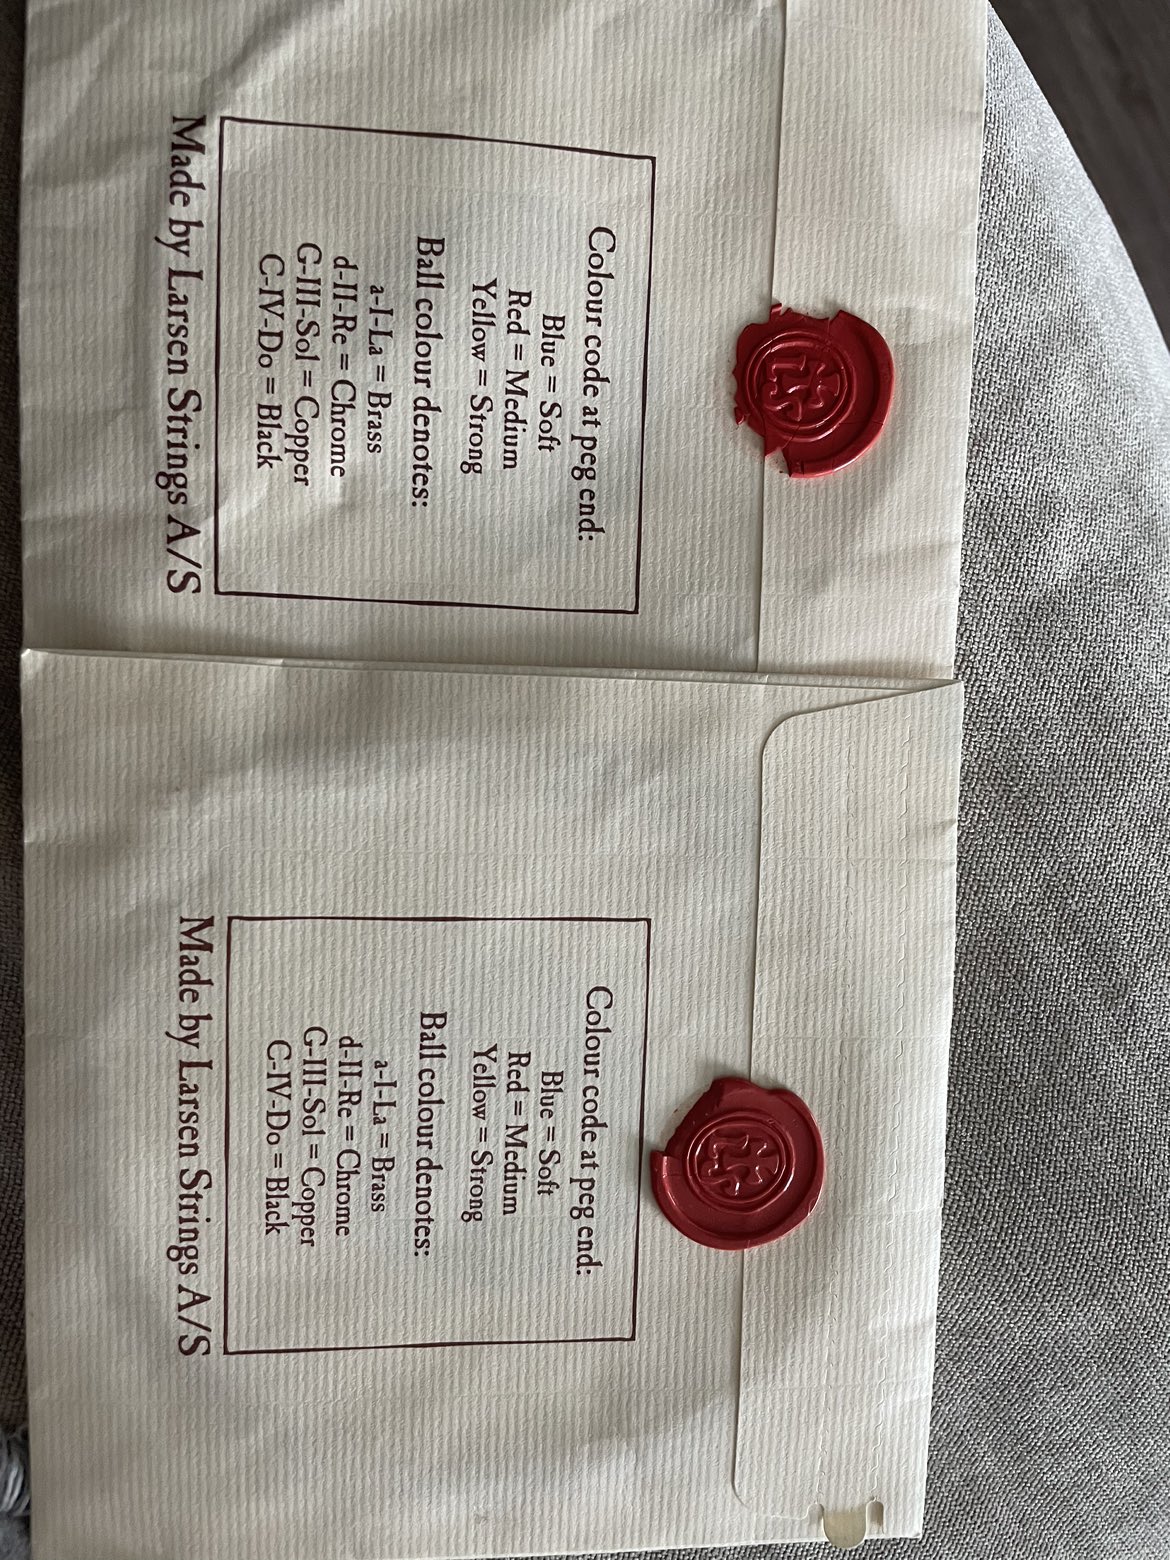 Colour code at peg end:
Blue = Soft
Red = Medium
Yellow = Strong
Ball colour denotes:
a-I-La = Brass
d-II-Re = Chrome
G-III-Sol = Copper
C-IV-Do = Black
Made by Larsen Strings A/S
Colour code at peg end:
Blue = Soft
Red = Medium
Yellow = Strong
Ball colour denotes:
a-I-La = Brass
d-II-Re = Chrome
G-III-Sol = Copper
C-IV-Do = Black
Made by Larsen Strings A/S